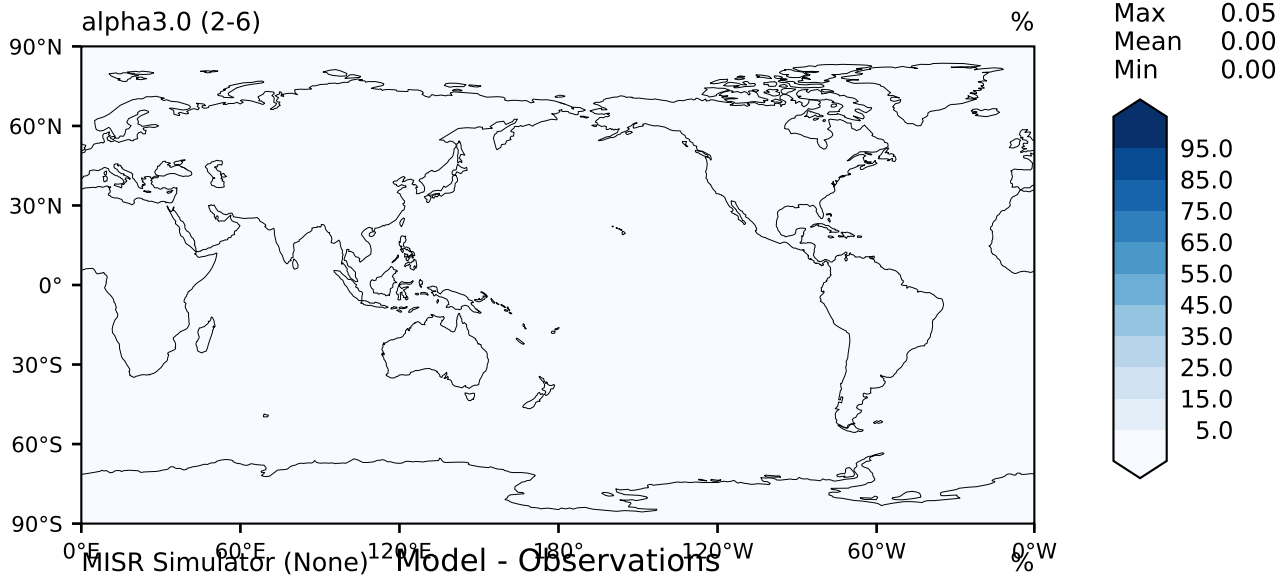 alpha3.0 (2-6) %
Max 0.05
Mean 0.00
Min 0.00
90°N
60°N
30°N
0°
30°S
60°S
90°S
0°E 60°E 120°E 180° 120°W 60°W 0°W
95.0
85.0
75.0
65.0
55.0
45.0
35.0
25.0
15.0
5.0
MISR Simulator (None) Model - Observations %